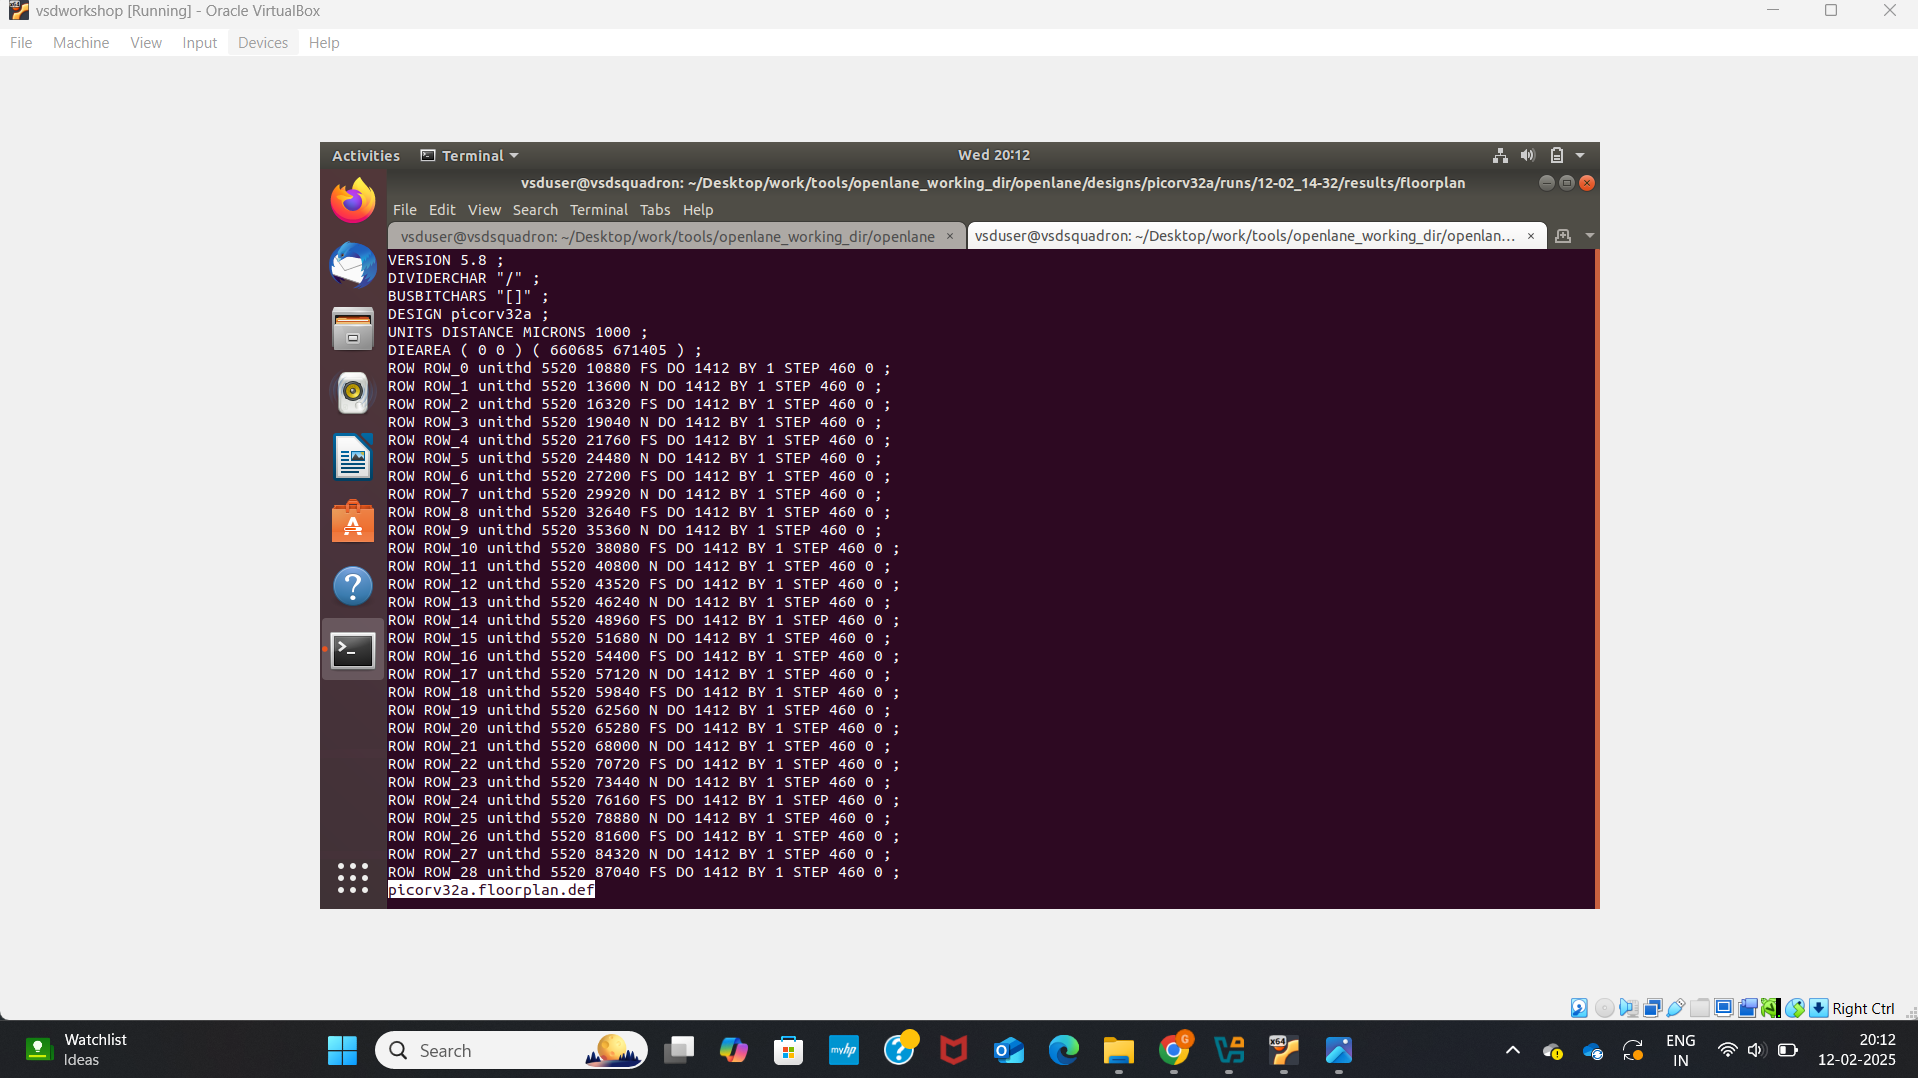 vsdworkshop [Running] - Oracle VirtualBox
File Machine View Input Devices Help
Activities Terminal Wed 20:12
vsduser@vsdsquadron: ~/Desktop/work/tools/openlane_working_dir/openlane/designs/picorv32a/runs/12-02_14-32/results/floorplan
File Edit View Search Terminal Tabs Help
vsduser@vsdsquadron: ~/Desktop/work/tools/openlane_working_dir/openlane × vsduser@vsdsquadron: ~/Desktop/work/tools/openlane_working_dir/openlan... ×
VERSION 5.8 ;
DIVIDERCHAR "/" ;
BUSBITCHARS "[]" ;
DESIGN picorv32a ;
UNITS DISTANCE MICRONS 1000 ;
DIEAREA ( 0 0 ) ( 660685 671405 ) ;
ROW ROW_0 unithd 5520 10880 FS DO 1412 BY 1 STEP 460 0 ;
ROW ROW_1 unithd 5520 13600 N DO 1412 BY 1 STEP 460 0 ;
ROW ROW_2 unithd 5520 16320 FS DO 1412 BY 1 STEP 460 0 ;
ROW ROW_3 unithd 5520 19040 N DO 1412 BY 1 STEP 460 0 ;
ROW ROW_4 unithd 5520 21760 FS DO 1412 BY 1 STEP 460 0 ;
ROW ROW_5 unithd 5520 24480 N DO 1412 BY 1 STEP 460 0 ;
ROW ROW_6 unithd 5520 27200 FS DO 1412 BY 1 STEP 460 0 ;
ROW ROW_7 unithd 5520 29920 N DO 1412 BY 1 STEP 460 0 ;
ROW ROW_8 unithd 5520 32640 FS DO 1412 BY 1 STEP 460 0 ;
ROW ROW_9 unithd 5520 35360 N DO 1412 BY 1 STEP 460 0 ;
ROW ROW_10 unithd 5520 38080 FS DO 1412 BY 1 STEP 460 0 ;
ROW ROW_11 unithd 5520 40800 N DO 1412 BY 1 STEP 460 0 ;
ROW ROW_12 unithd 5520 43520 FS DO 1412 BY 1 STEP 460 0 ;
ROW ROW_13 unithd 5520 46240 N DO 1412 BY 1 STEP 460 0 ;
ROW ROW_14 unithd 5520 48960 FS DO 1412 BY 1 STEP 460 0 ;
ROW ROW_15 unithd 5520 51680 N DO 1412 BY 1 STEP 460 0 ;
ROW ROW_16 unithd 5520 54400 FS DO 1412 BY 1 STEP 460 0 ;
ROW ROW_17 unithd 5520 57120 N DO 1412 BY 1 STEP 460 0 ;
ROW ROW_18 unithd 5520 59840 FS DO 1412 BY 1 STEP 460 0 ;
ROW ROW_19 unithd 5520 62560 N DO 1412 BY 1 STEP 460 0 ;
ROW ROW_20 unithd 5520 65280 FS DO 1412 BY 1 STEP 460 0 ;
ROW ROW_21 unithd 5520 68000 N DO 1412 BY 1 STEP 460 0 ;
ROW ROW_22 unithd 5520 70720 FS DO 1412 BY 1 STEP 460 0 ;
ROW ROW_23 unithd 5520 73440 N DO 1412 BY 1 STEP 460 0 ;
ROW ROW_24 unithd 5520 76160 FS DO 1412 BY 1 STEP 460 0 ;
ROW ROW_25 unithd 5520 78880 N DO 1412 BY 1 STEP 460 0 ;
ROW ROW_26 unithd 5520 81600 FS DO 1412 BY 1 STEP 460 0 ;
ROW ROW_27 unithd 5520 84320 N DO 1412 BY 1 STEP 460 0 ;
ROW ROW_28 unithd 5520 87040 FS DO 1412 BY 1 STEP 460 0 ;
picorv32a.floorplan.def
Right Ctrl
Watchlist
Ideas
Search
myhp
G
x64
ENG
IN
20:12
12-02-2025